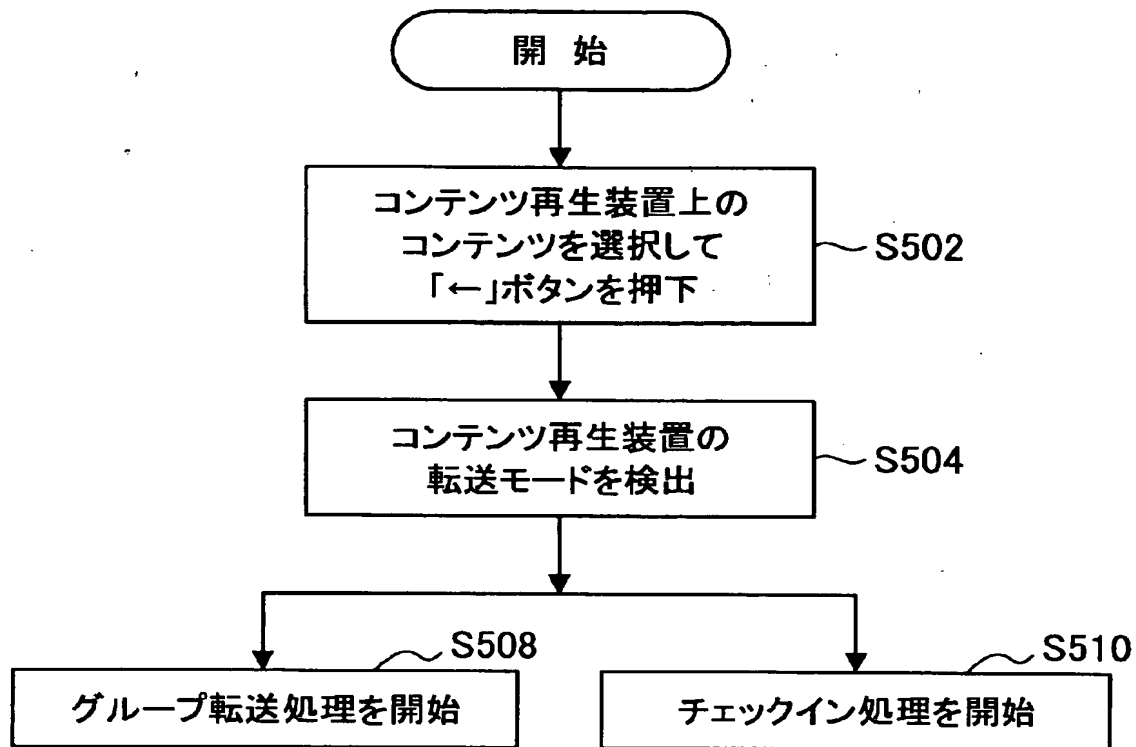 開 始
コンテンツ再生装置上の
コンテンツを選択して
「←」ボタンを押下
S502
コンテンツ再生装置の
転送モードを検出
S504
S508
グループ転送処理を開始
S510
チェックイン処理を開始